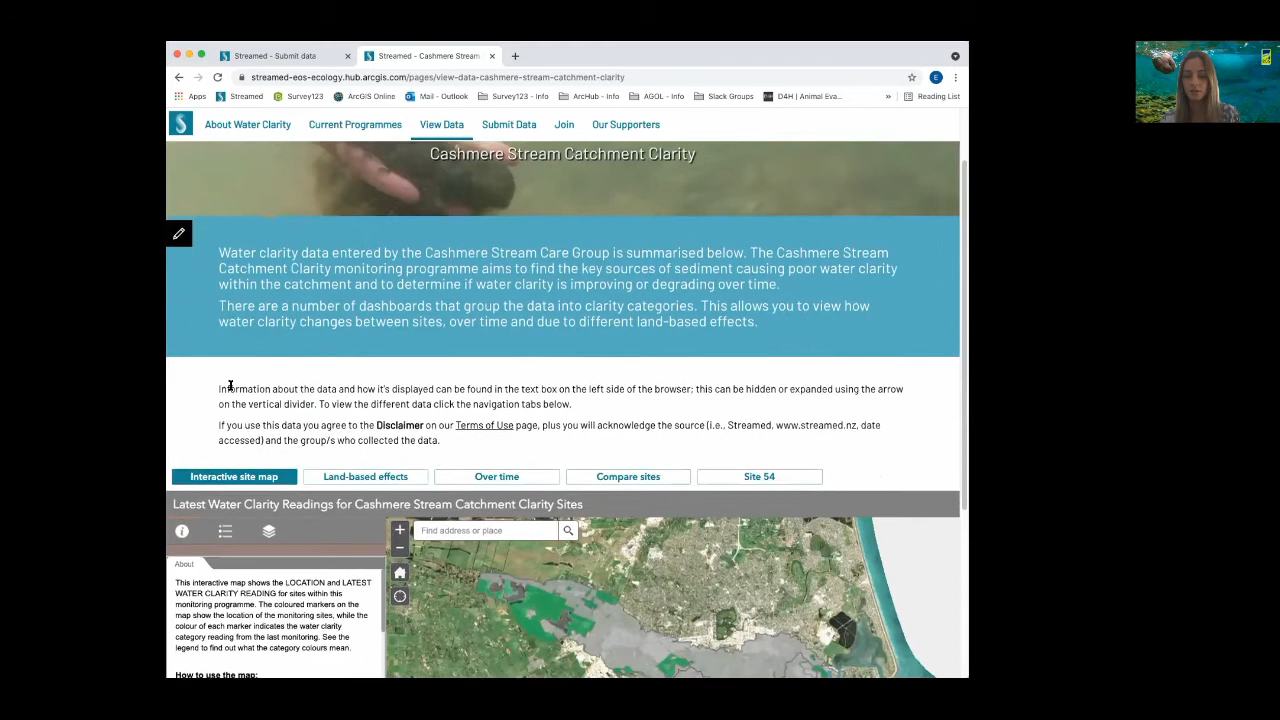 Streamed - Submit data
Streamed - Cashmere Stream
streamed-eos-ecology.hub.arcgis.com/pages/view-data-cashmere-stream-catchment-clarity
E
Apps Streamed Survey123 ArcGIS Online Mail - Outlook Survey123 - Info ArcHub - Info AGOL - Info Slack Groups D4H | Animal Eva... » Reading List
About Water Clarity Current Programmes View Data Submit Data Join Our Supporters
Cashmere Stream Catchment Clarity
Water clarity data entered by the Cashmere Stream Care Group is summarised below. The Cashmere Stream
Catchment Clarity monitoring programme aims to find the key sources of sediment causing poor water clarity
within the catchment and to determine if water clarity is improving or degrading over time.
There are a number of dashboards that group the data into clarity categories. This allows you to view how
water clarity changes between sites, over time and due to different land-based effects.
Information about the data and how it's displayed can be found in the text box on the left side of the browser; this can be hidden or expanded using the arrow
on the vertical divider. To view the different data click the navigation tabs below.
If you use this data you agree to the Disclaimer on our Terms of Use page, plus you will acknowledge the source (i.e., Streamed, www.streamed.nz, date
accessed) and the group/s who collected the data.
Interactive site map Land-based effects Over time Compare sites Site 54
Latest Water Clarity Readings for Cashmere Stream Catchment Clarity Sites
Find address or place
About
This interactive map shows the LOCATION and LATEST
WATER CLARITY READING for sites within this
monitoring programme. The coloured markers on the
map show the location of the monitoring sites, while the
colour of each marker indicates the water clarity
category reading from the last monitoring. See the
legend to find out what the category colours mean.
How to use the map: